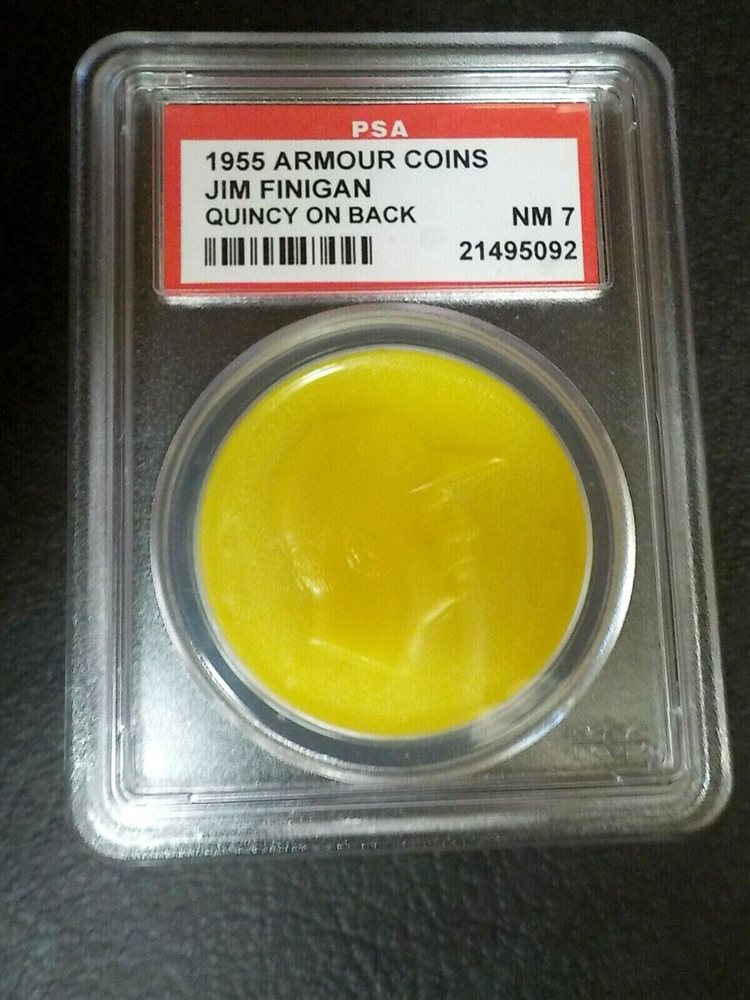 PSA
1955 ARMOUR COINS
JIM FINIGAN
QUINCY ON BACK NM 7
21495092